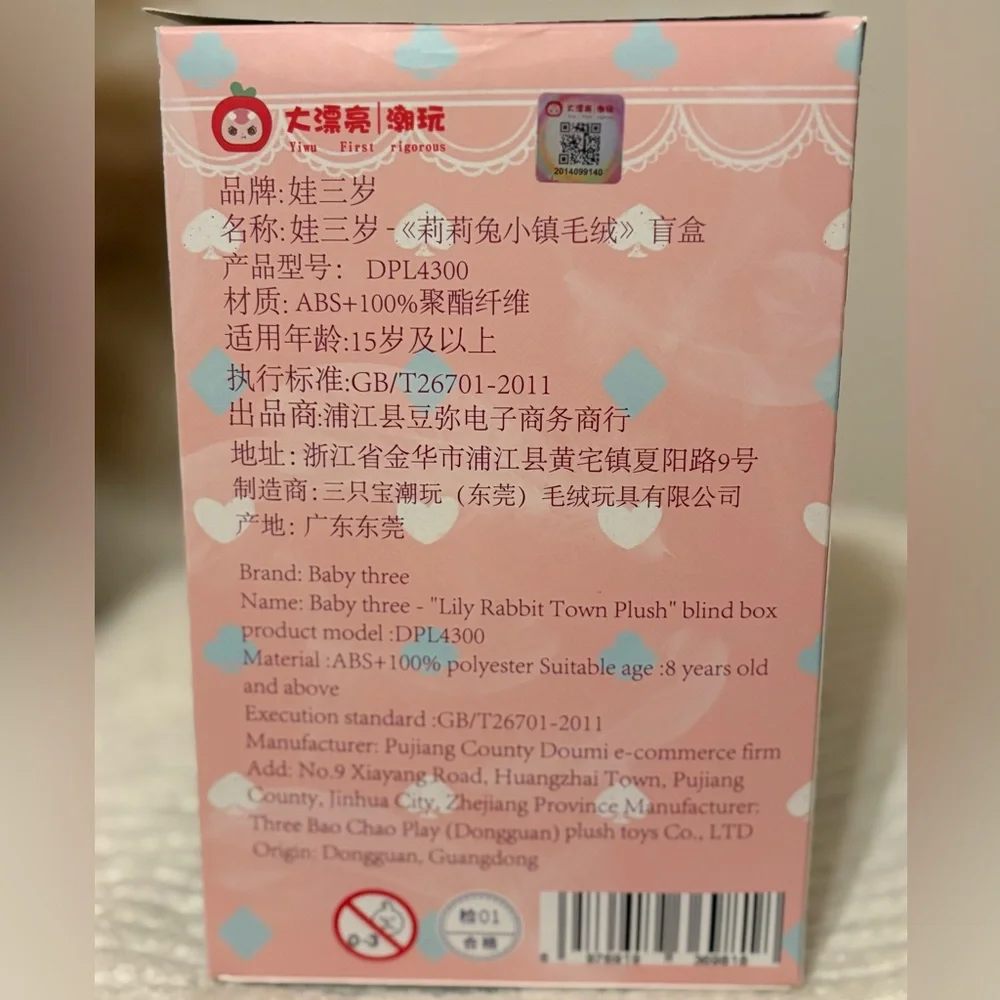 大漂亮|潮玩
Yiwu First rigorous
大漂亮 潮玩
2014099140
品牌:娃三岁
名称:娃三岁-《莉莉兔小镇毛绒》盲盒
产品型号: DPL4300
材质: ABS+100%聚酯纤维
适用年龄:15岁及以上
执行标准:GB/T26701-2011
出品商:浦江县豆弥电子商务商行
地址:浙江省金华市浦江县黄宅镇夏阳路9号
制造商:三只宝潮玩（东莞）毛绒玩具有限公司
产地: 广东东莞
Brand: Baby three
Name: Baby three - "Lily Rabbit Town Plush" blind box
product model :DPL4300
Material :ABS+100% polyester Suitable age :8 years old
and above
Execution standard :GB/T26701-2011
Manufacturer: Pujiang County Doumi e-commerce firm
Add: No.9 Xiayang Road, Huangzhai Town, Pujiang
County, Jinhua City, Zhejiang Province Manufacturer:
Three Bao Chao Play (Dongguan) plush toys Co., LTD
Origin: Dongguan, Guangdong
0-3
检01
合格